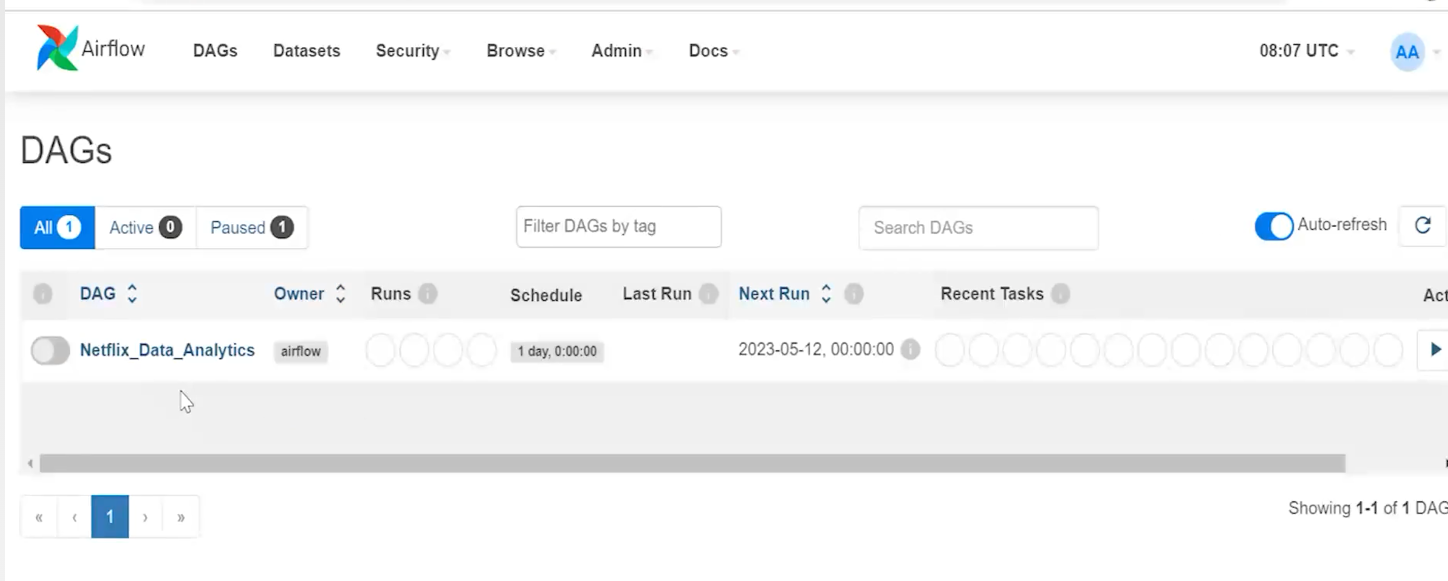 Airflow DAGs Datasets Security Browse Admin Docs 08:07 UTC AA
DAGs
All 1 Active 0 Paused 1 Filter DAGs by tag Search DAGs Auto-refresh
DAG Owner Runs Schedule Last Run Next Run Recent Tasks Act
Netflix_Data_Analytics airflow 1 day, 0:00:00 2023-05-12, 00:00:00
« ‹ 1 › »
Showing 1-1 of 1 DAG